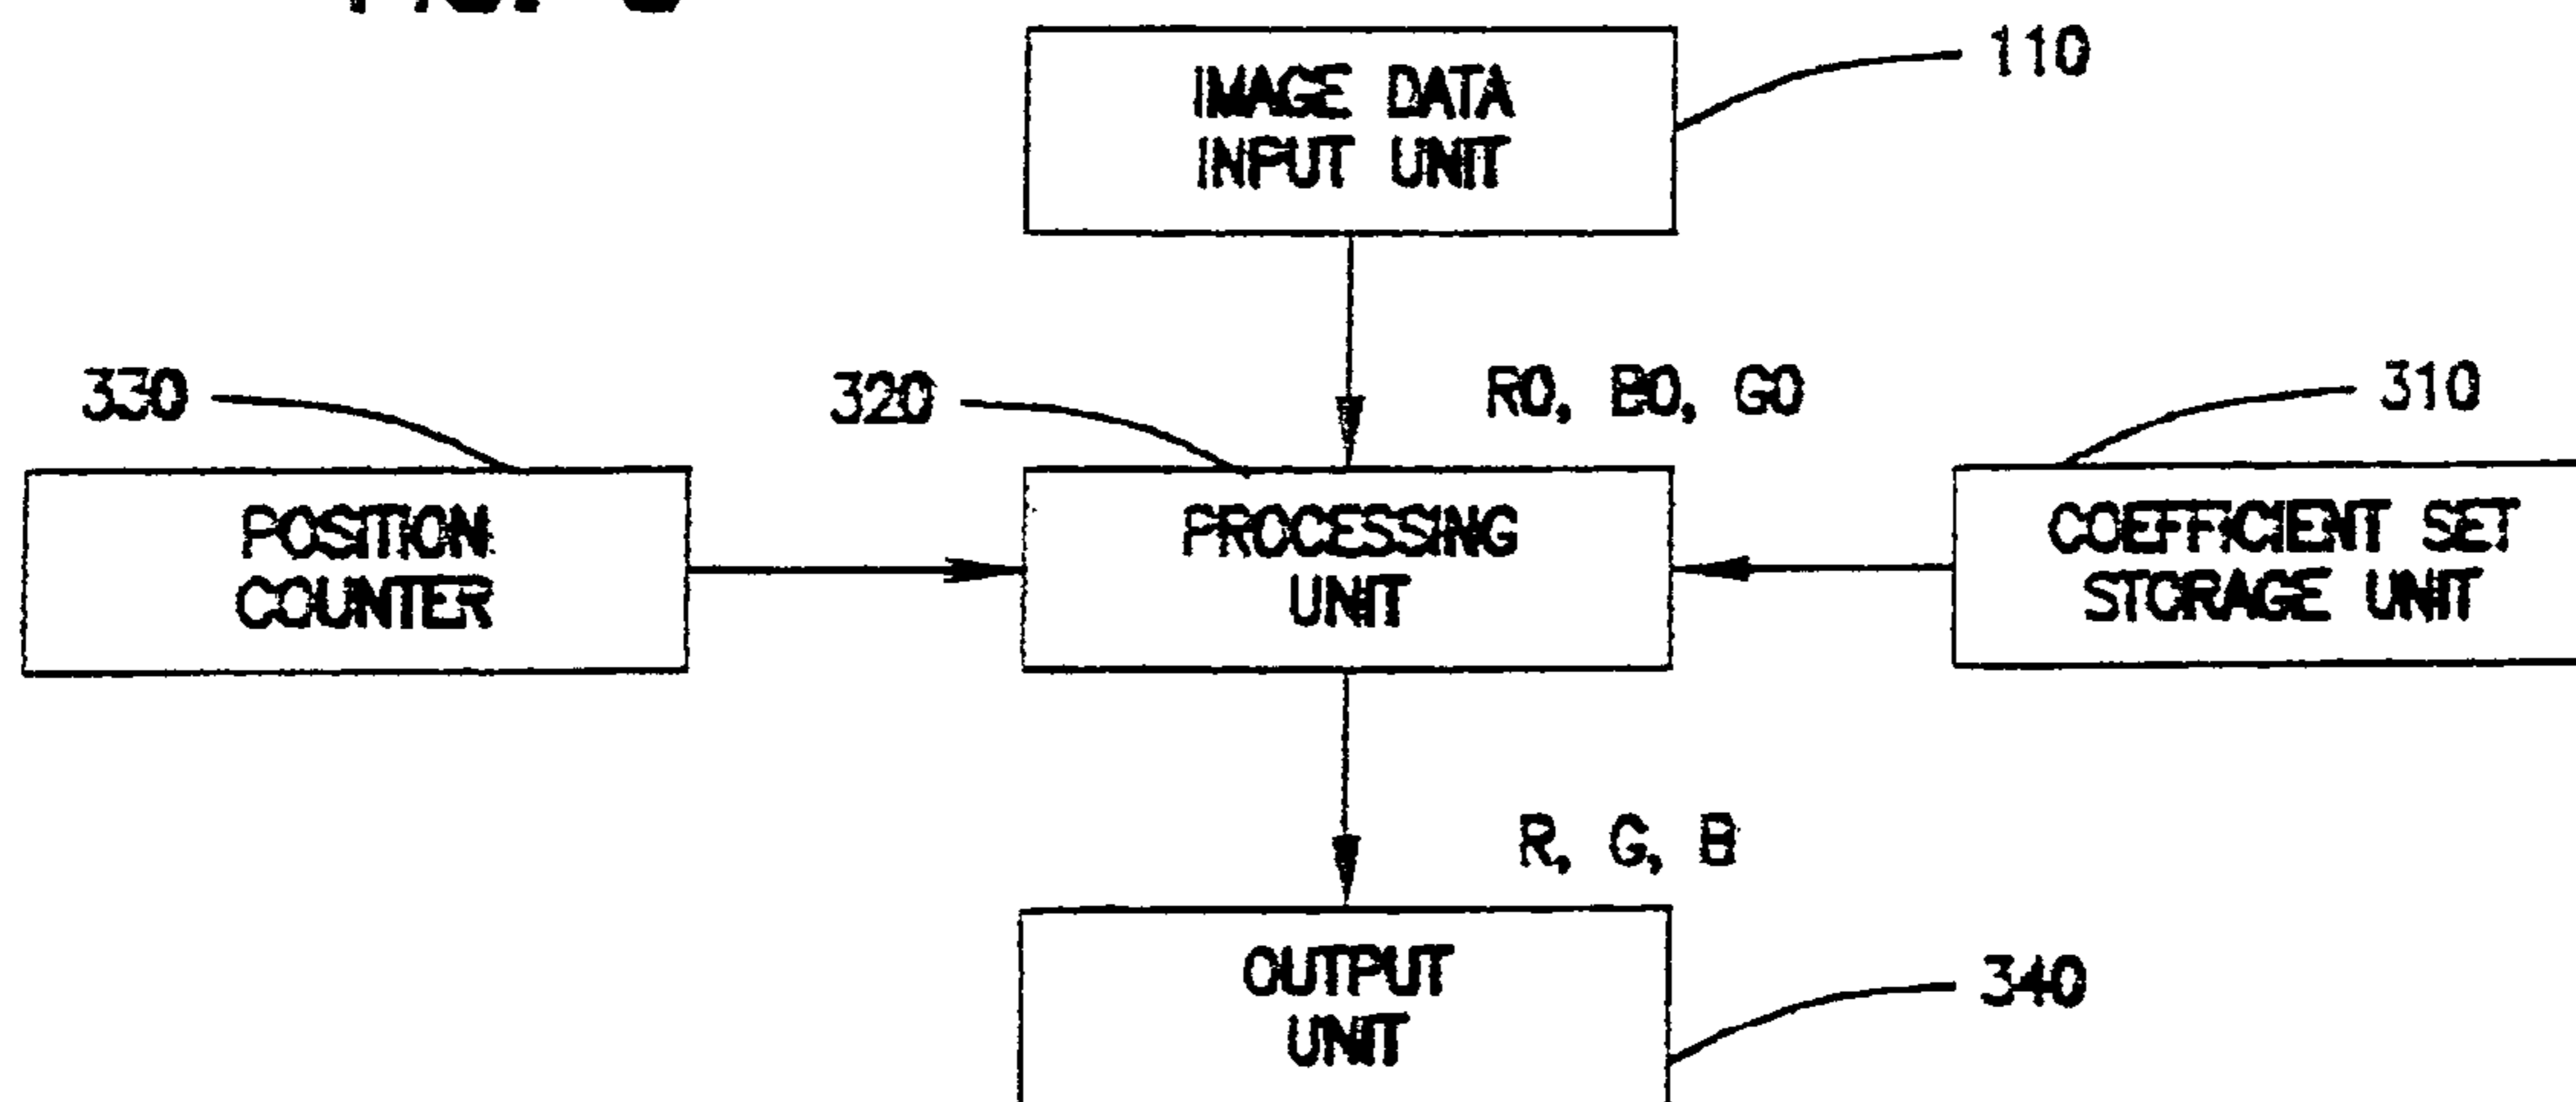 110
IMAGE DATA
INPUT UNIT
R0, B0, G0
330
320
310
POSITION
COUNTER
PROCESSING
UNIT
COEFFICIENT SET
STORAGE UNIT
R, G, B
OUTPUT
UNIT
340